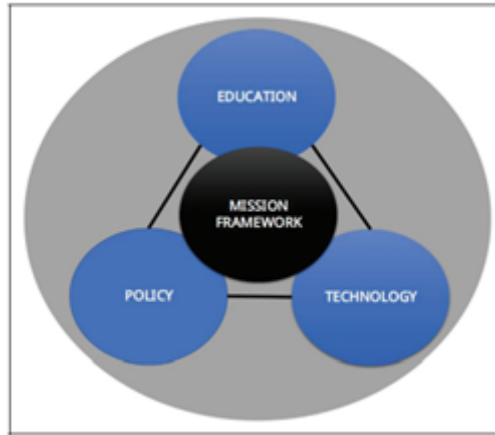 EDUCATION
MISSION
FRAMEWORK
POLICY
TECHNOLOGY